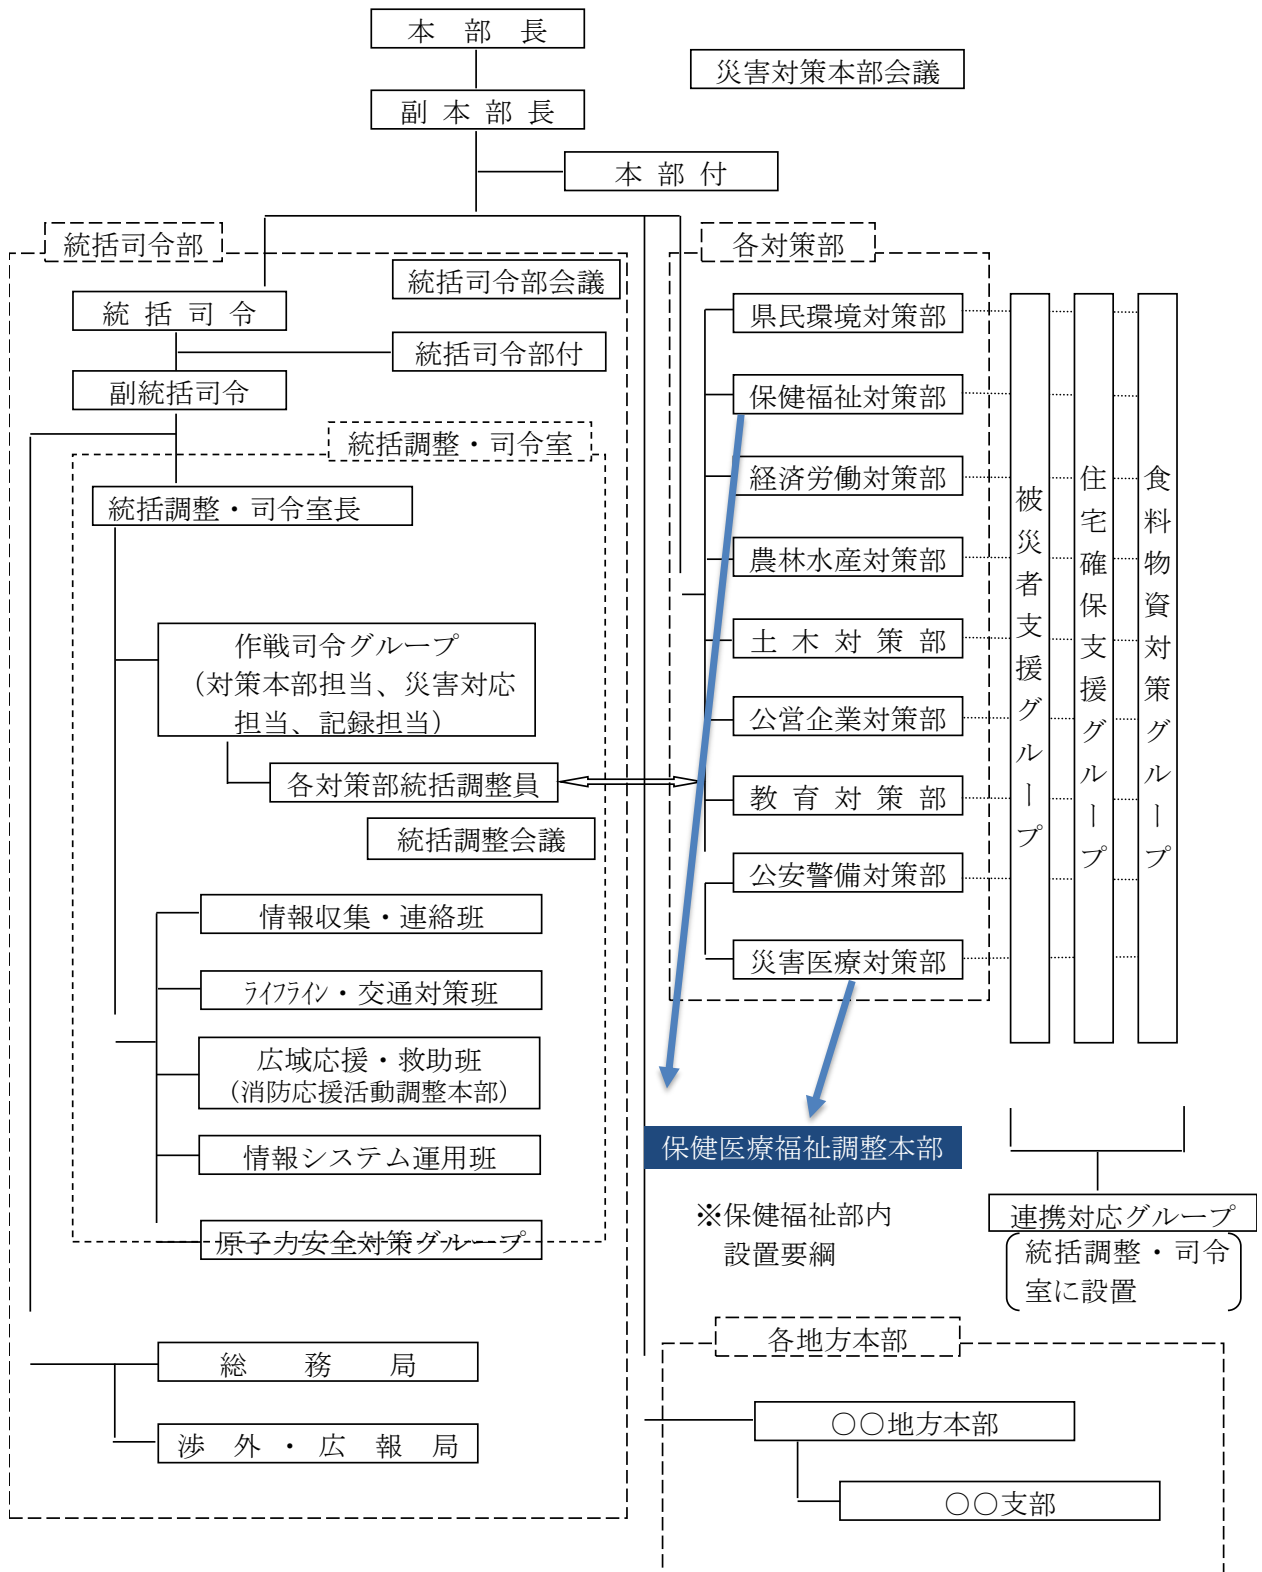 本部長
災害対策本部会議
副本部長
本部付
統括司令部
統括司令部会議
統括司令
統括司令部付
副統括司令
統括調整・司令室
統括調整・司令室長
作戦司令グループ
（対策本部担当、災害対応
担当、記録担当）
各対策部統括調整員
統括調整会議
情報収集・連絡班
ﾗｲﾌﾗｲﾝ・交通対策班
広域応援・救助班
（消防応援活動調整本部）
情報システム運用班
原子力安全対策グループ
総務局
渉外・広報局
各対策部
県民環境対策部
保健福祉対策部
経済労働対策部
農林水産対策部
土木対策部
公営企業対策部
教育対策部
公安警備対策部
災害医療対策部
被災者支援グループ
住宅確保支援グループ
食料物資対策グループ
保健医療福祉調整本部
※保健福祉部内
設置要綱
連携対応グループ
統括調整・司令
室に設置
各地方本部
〇〇地方本部
〇〇支部